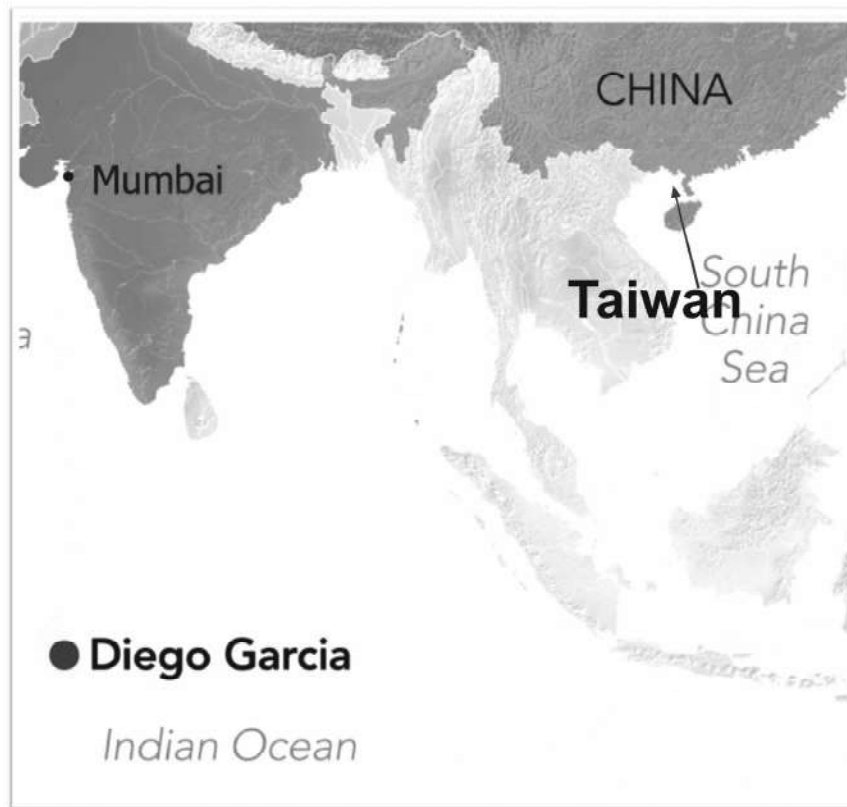 CHINA
Mumbai
South
Taiwan
China
Sea
a
Diego Garcia
Indian Ocean